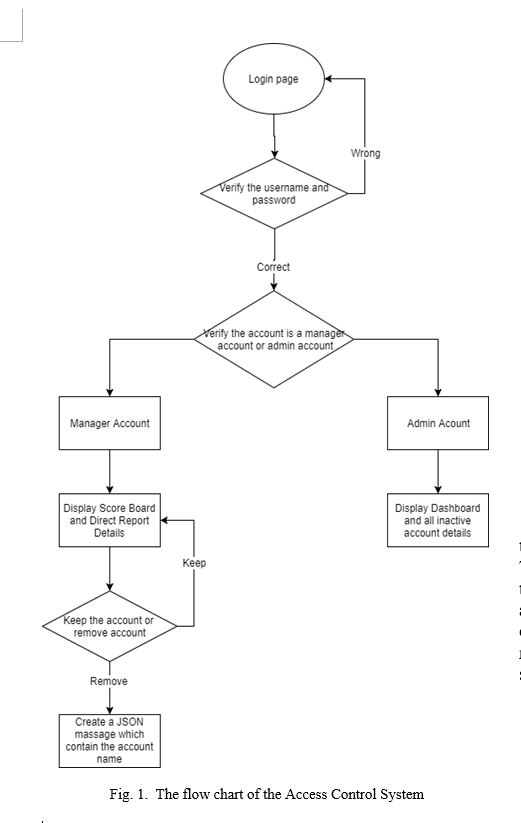 Login page
Wrong
Verify the username and
password
Correct
Verify the account is a manager
account or admin account
Manager Account
Admin Acount
Display Score Board
and Direct Report
Details
Display Dashboard
and all inactive
account details
Keep
Keep the account or
remove account
Remove
Create a JSON
massage which
contain the account
name
Fig. 1. The flow chart of the Access Control System